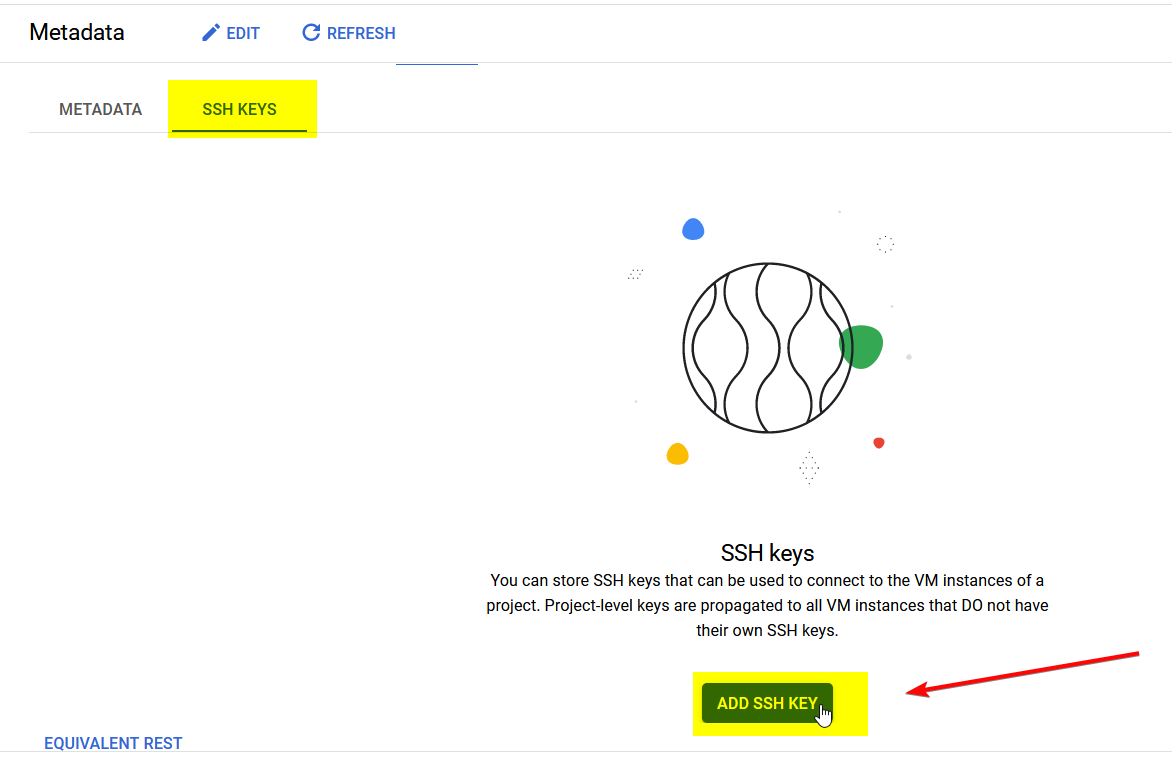 Metadata
EDIT
REFRESH
METADATA
SSH KEYS
SSH keys
You can store SSH keys that can be used to connect to the VM instances of a
project. Project-level keys are propagated to all VM instances that DO not have
their own SSH keys.
ADD SSH KEY
EQUIVALENT REST